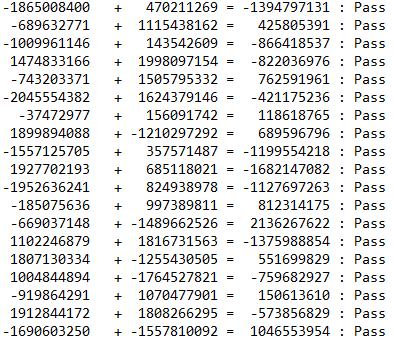 -1865008400 + 470211269 = -1394797131 : Pass
-689632771 + 1115438162 = 425805391 : Pass
-1009961146 + 143542609 = -866418537 : Pass
1474833166 + 1998097154 = -822036976 : Pass
-743203371 + 1505795332 = 762591961 : Pass
-2045554382 + 1624379146 = -421175236 : Pass
-37472977 + 156091742 = 118618765 : Pass
1899894088 + -1210297292 = 689596796 : Pass
-1557125705 + 357571487 = -1199554218 : Pass
1927702193 + 685118021 = -1682147082 : Pass
-1952636241 + 824938978 = -1127697263 : Pass
-185075636 + 997389811 = 812314175 : Pass
-669037148 + -1489662526 = 2136267622 : Pass
1102246879 + 1816731563 = -1375988854 : Pass
1807130334 + -1255430505 = 551699829 : Pass
1004844894 + -1764527821 = -759682927 : Pass
-919864291 + 1070477901 = 150613610 : Pass
1912844172 + 1808266295 = -573856829 : Pass
-1690603250 + -1557810092 = 1046553954 : Pass